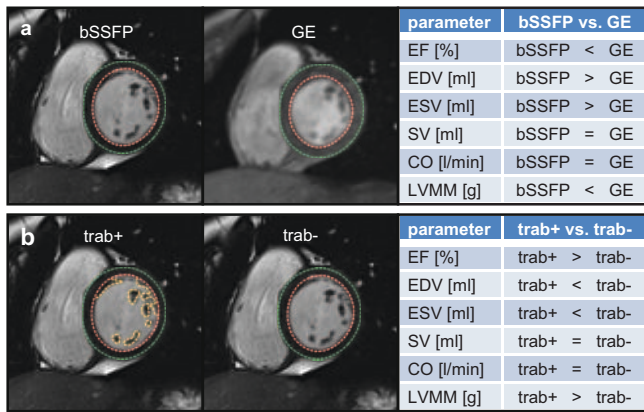 a bSSFP GE
parameter bSSFP vs. GE
EF [%] bSSFP < GE
EDV [ml] bSSFP > GE
ESV [ml] bSSFP > GE
SV [ml] bSSFP = GE
CO [l/min] bSSFP = GE
LVMM [g] bSSFP < GE
b trab+ trab-
parameter trab+ vs. trab-
EF [%] trab+ > trab-
EDV [ml] trab+ < trab-
ESV [ml] trab+ < trab-
SV [ml] trab+ = trab-
CO [l/min] trab+ = trab-
LVMM [g] trab+ > trab-